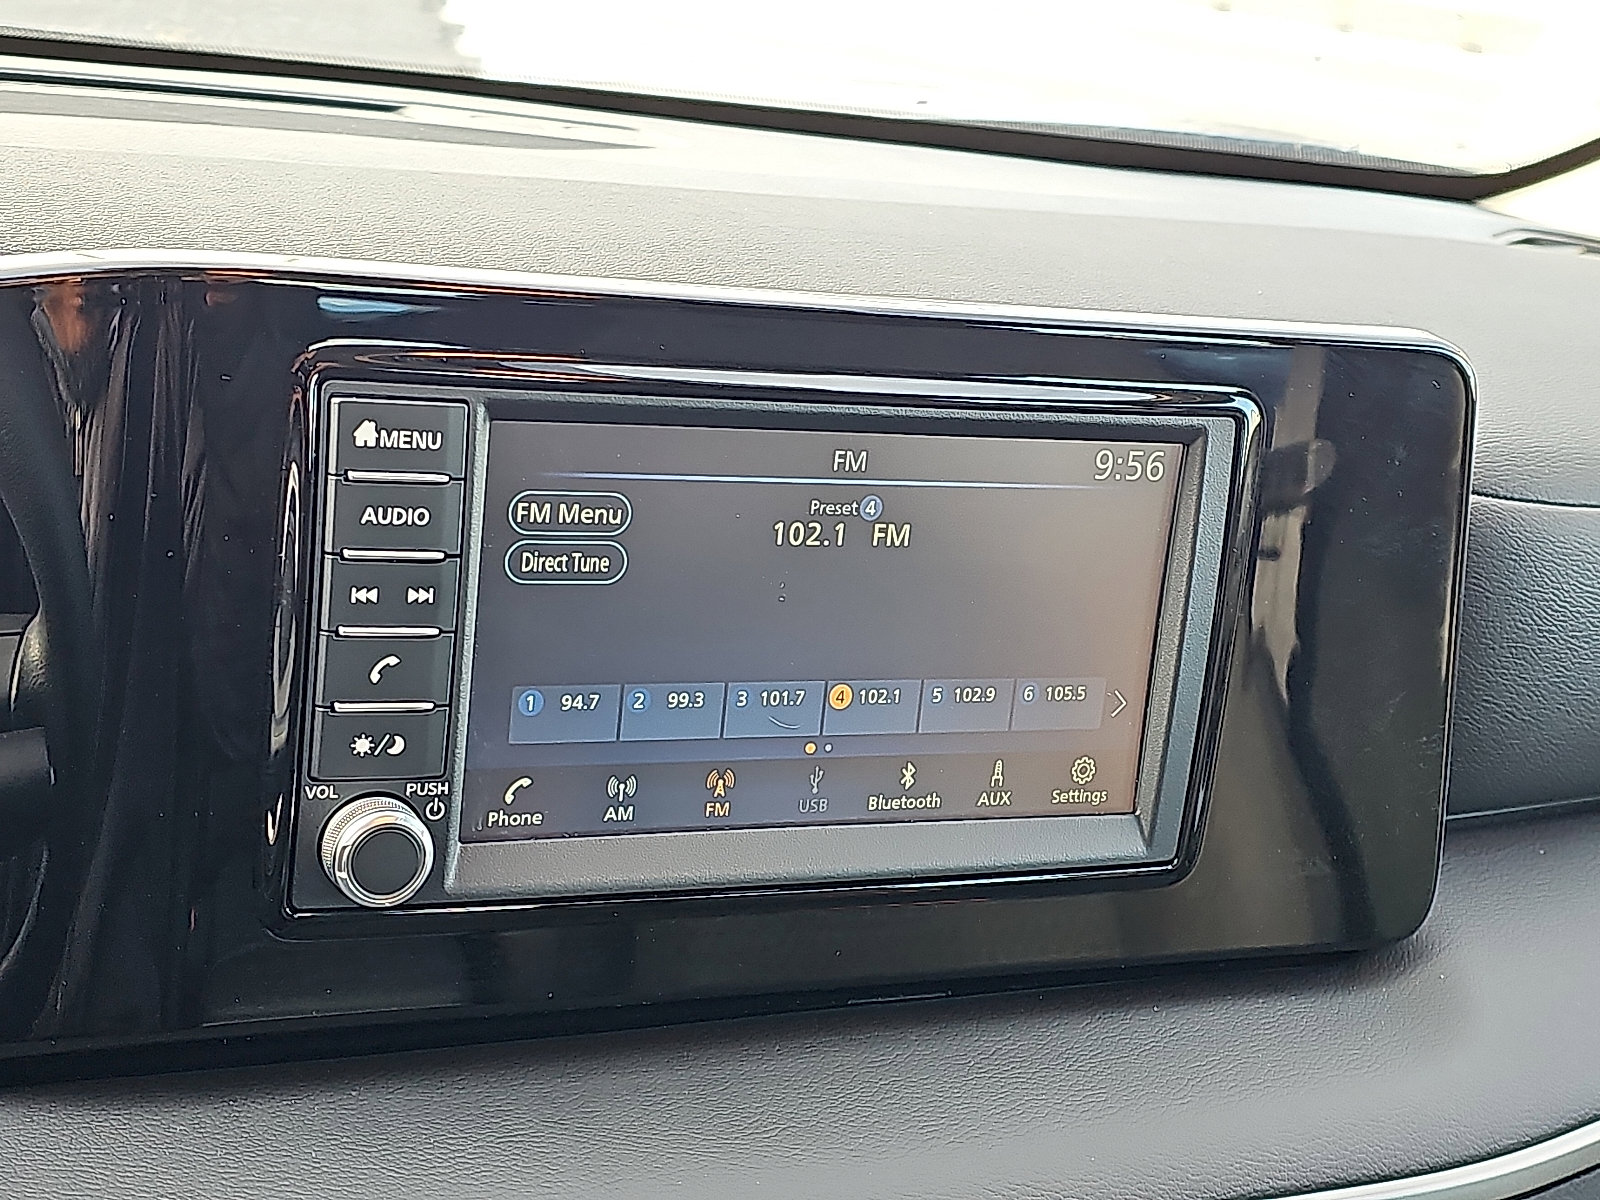 MENU
AUDIO
VOL PUSH
FM 9:56
FM Menu
Direct Tune
Preset 4
102.1 FM
1 94.7 2 99.3 3 101.7 4 102.1 5 102.9 6 105.5
Phone AM FM USB Bluetooth AUX Settings